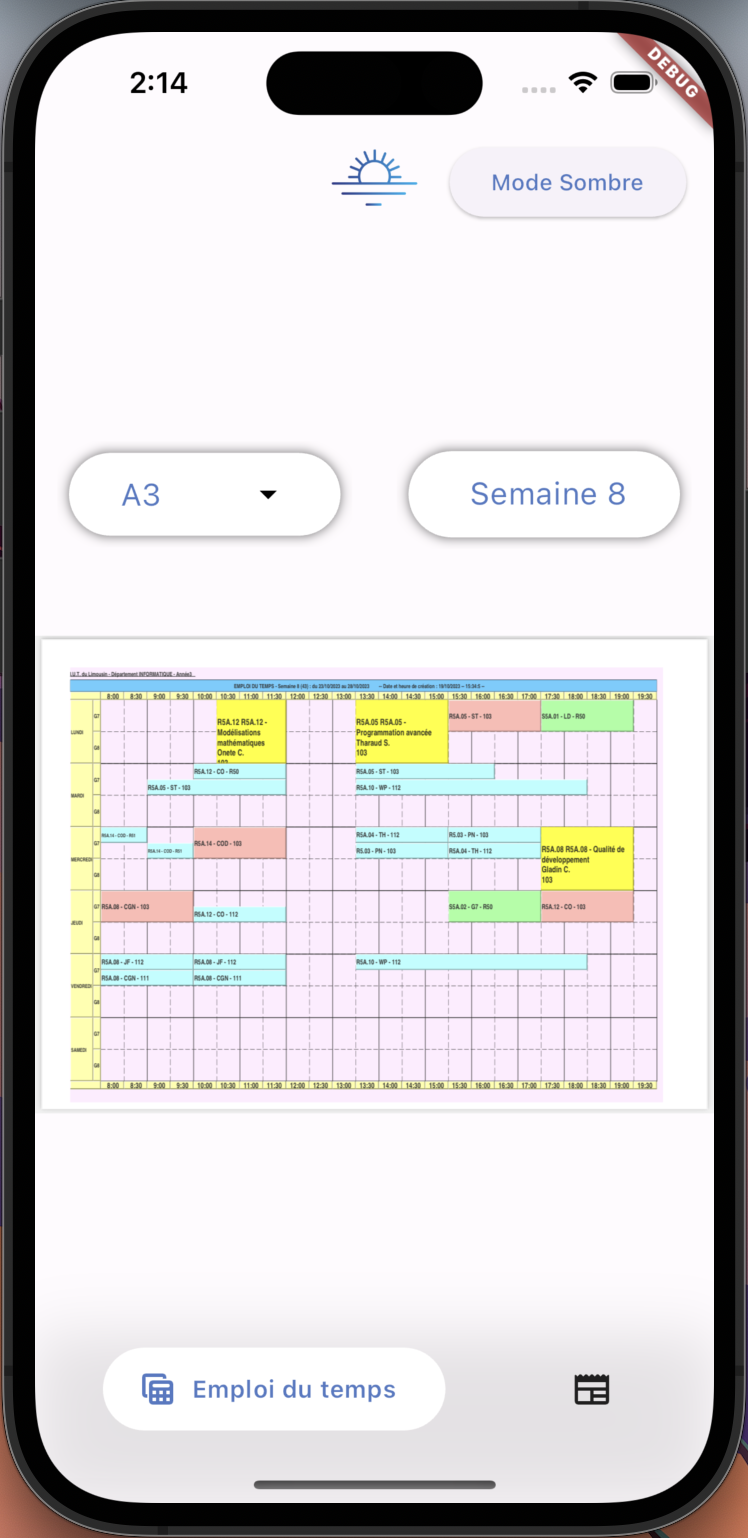 2:14
DEBUG
Mode Sombre
A3
Semaine 8
I.U.T. du Limousin - Département INFORMATIQUE - Année3
EMPLOI DU TEMPS - Semaine 8 (43) : du 23/10/2023 au 28/10/2023 -- Date et heure de création : 19/10/2023 -- 15:34:5 --
8:00 8:30 9:00 9:30 10:00 10:30 11:00 11:30 12:00 12:30 13:00 13:30 14:00 14:30 15:00 15:30 16:00 16:30 17:00 17:30 18:00 18:30 19:00 19:30
LUNDI
G7
G8
R5A.12 R5A.12 -
Modélisations
mathématiques
Onete C.
R5A.05 R5A.05 -
Programmation avancée
Tharaud S.
103
R5A.05 - ST - 103
S5A.01 - LD - R50
MARDI
G7
G8
R5A.12 - CO - R50
R5A.05 - ST - 103
R5A.05 - ST - 103
R5A.10 - WP - 112
MERCREDI
G7
G8
R5A.14 - COD - R51
R5A.14 - COD - R51
R5A.14 - COD - 103
R5A.04 - TH - 112
R5.03 - PN - 103
R5.03 - PN - 103
R5A.04 - TH - 112
R5A.08 R5A.08 - Qualité de
développement
Gladin C.
103
JEUDI
G7
G8
R5A.08 - CGN - 103
R5A.12 - CO - 112
S5A.02 - G7 - R50
R5A.12 - CO - 103
VENDREDI
G7
G8
R5A.08 - JF - 112
R5A.08 - JF - 112
R5A.10 - WP - 112
R5A.08 - CGN - 111
R5A.08 - CGN - 111
SAMEDI
G7
G8
8:00 8:30 9:00 9:30 10:00 10:30 11:00 11:30 12:00 12:30 13:00 13:30 14:00 14:30 15:00 15:30 16:00 16:30 17:00 17:30 18:00 18:30 19:00 19:30
Emploi du temps